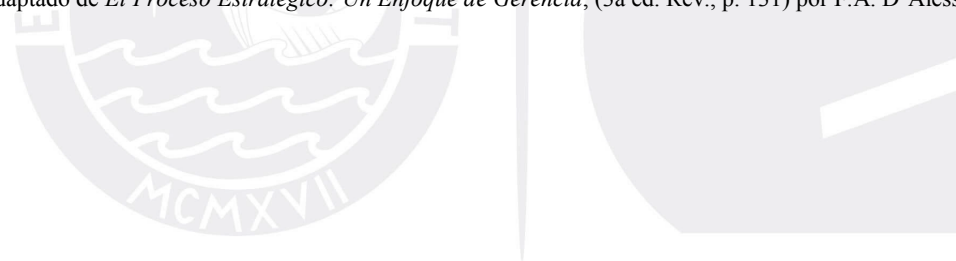 daptado de El Proceso Estratégico: Un Enfoque de Gerencia, (3a ed. Rev., p. 131) por F.A. D'Aless
MCMXVII